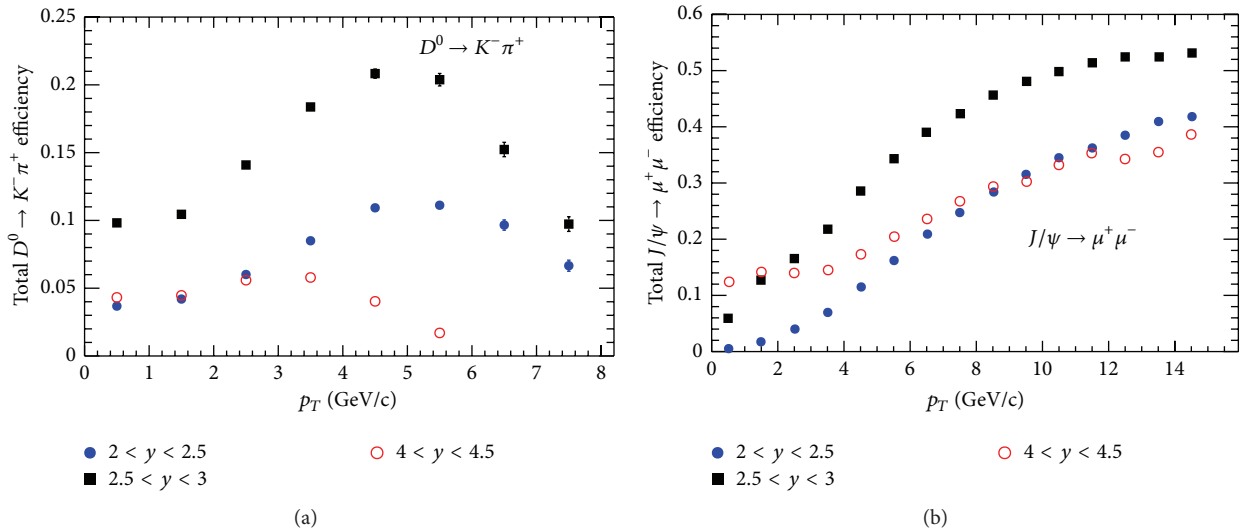 0.25
0.2
0.15
0.1
0.05
0
Total D⁰ → K⁻π⁺ efficiency
D⁰ → K⁻π⁺
0 1 2 3 4 5 6 7 8
p_T (GeV/c)
2 < y < 2.5
2.5 < y < 3
4 < y < 4.5
(a)
0.6
0.5
0.4
0.3
0.2
0.1
0
Total J/ψ → μ⁺μ⁻ efficiency
J/ψ → μ⁺μ⁻
0 2 4 6 8 10 12 14
p_T (GeV/c)
2 < y < 2.5
2.5 < y < 3
4 < y < 4.5
(b)